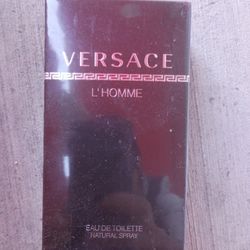 VERSACE
L'HOMME
EAU DE TOILETTE
NATURAL SPRAY